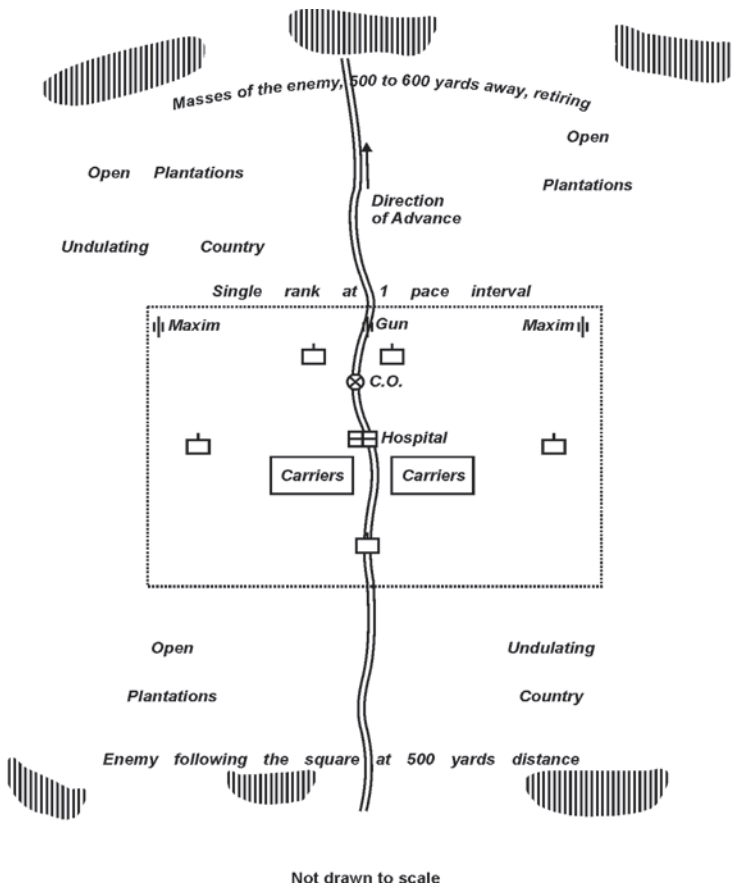 Masses of the enemy, 500 to 600 yards away, retiring
Open
Open Plantations
Plantations
Direction
of Advance
Undulating Country
Single rank at 1 pace interval
Maxim
Gun
Maxim
C.O.
Hospital
Carriers
Carriers
Open
Undulating
Plantations
Country
Enemy following the square at 500 yards distance
Not drawn to scale